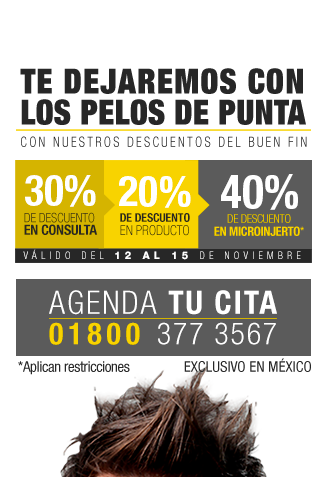 TE DEJAREMOS CON
LOS PELOS DE PUNTA
CON NUESTROS DESCUENTOS DEL BUEN FIN
30%
DE DESCUENTO
EN CONSULTA
20%
DE DESCUENTO
EN PRODUCTO
40%
DE DESCUENTO
EN MICROINJERTO*
VÁLIDO DEL 12 AL 15 DE NOVIEMBRE
AGENDA TU CITA
01800 377 3567
*Aplican restricciones
EXCLUSIVO EN MÉXICO